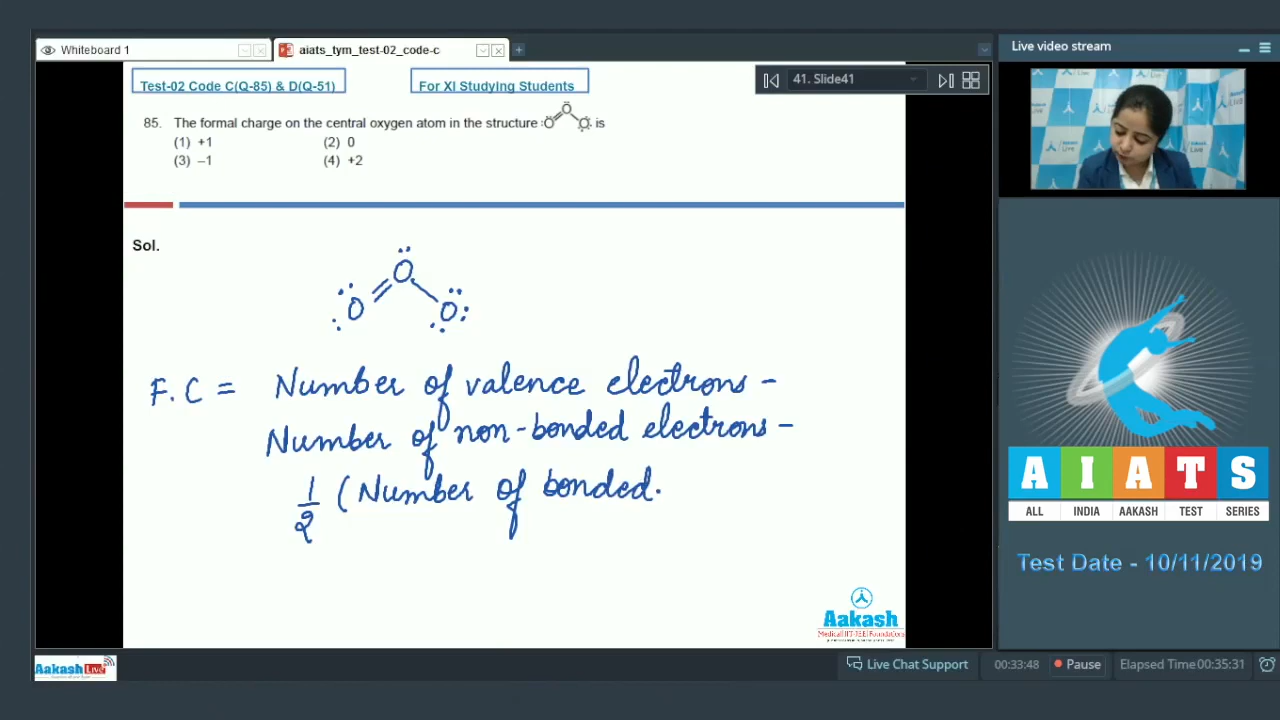 Whiteboard 1
aiats_tym_test-02_code-c
Live video stream
Test-02 Code C(Q-85) & D(Q-51)
For XI Studying Students
41. Slide41
85. The formal charge on the central oxygen atom in the structure :O=O-O: is
(1) +1 (2) 0
(3) –1 (4) +2
Sol.
O
O O
F.C = Number of valence electrons -
Number of non-bonded electrons -
1/2 (Number of bonded.
A I A T S
ALL INDIA AAKASH TEST SERIES
Test Date - 10/11/2019
Aakash
Medical|IIT-JEE|Foundations
Aakash Live
Live Chat Support
00:33:48
Pause
Elapsed Time 00:35:31